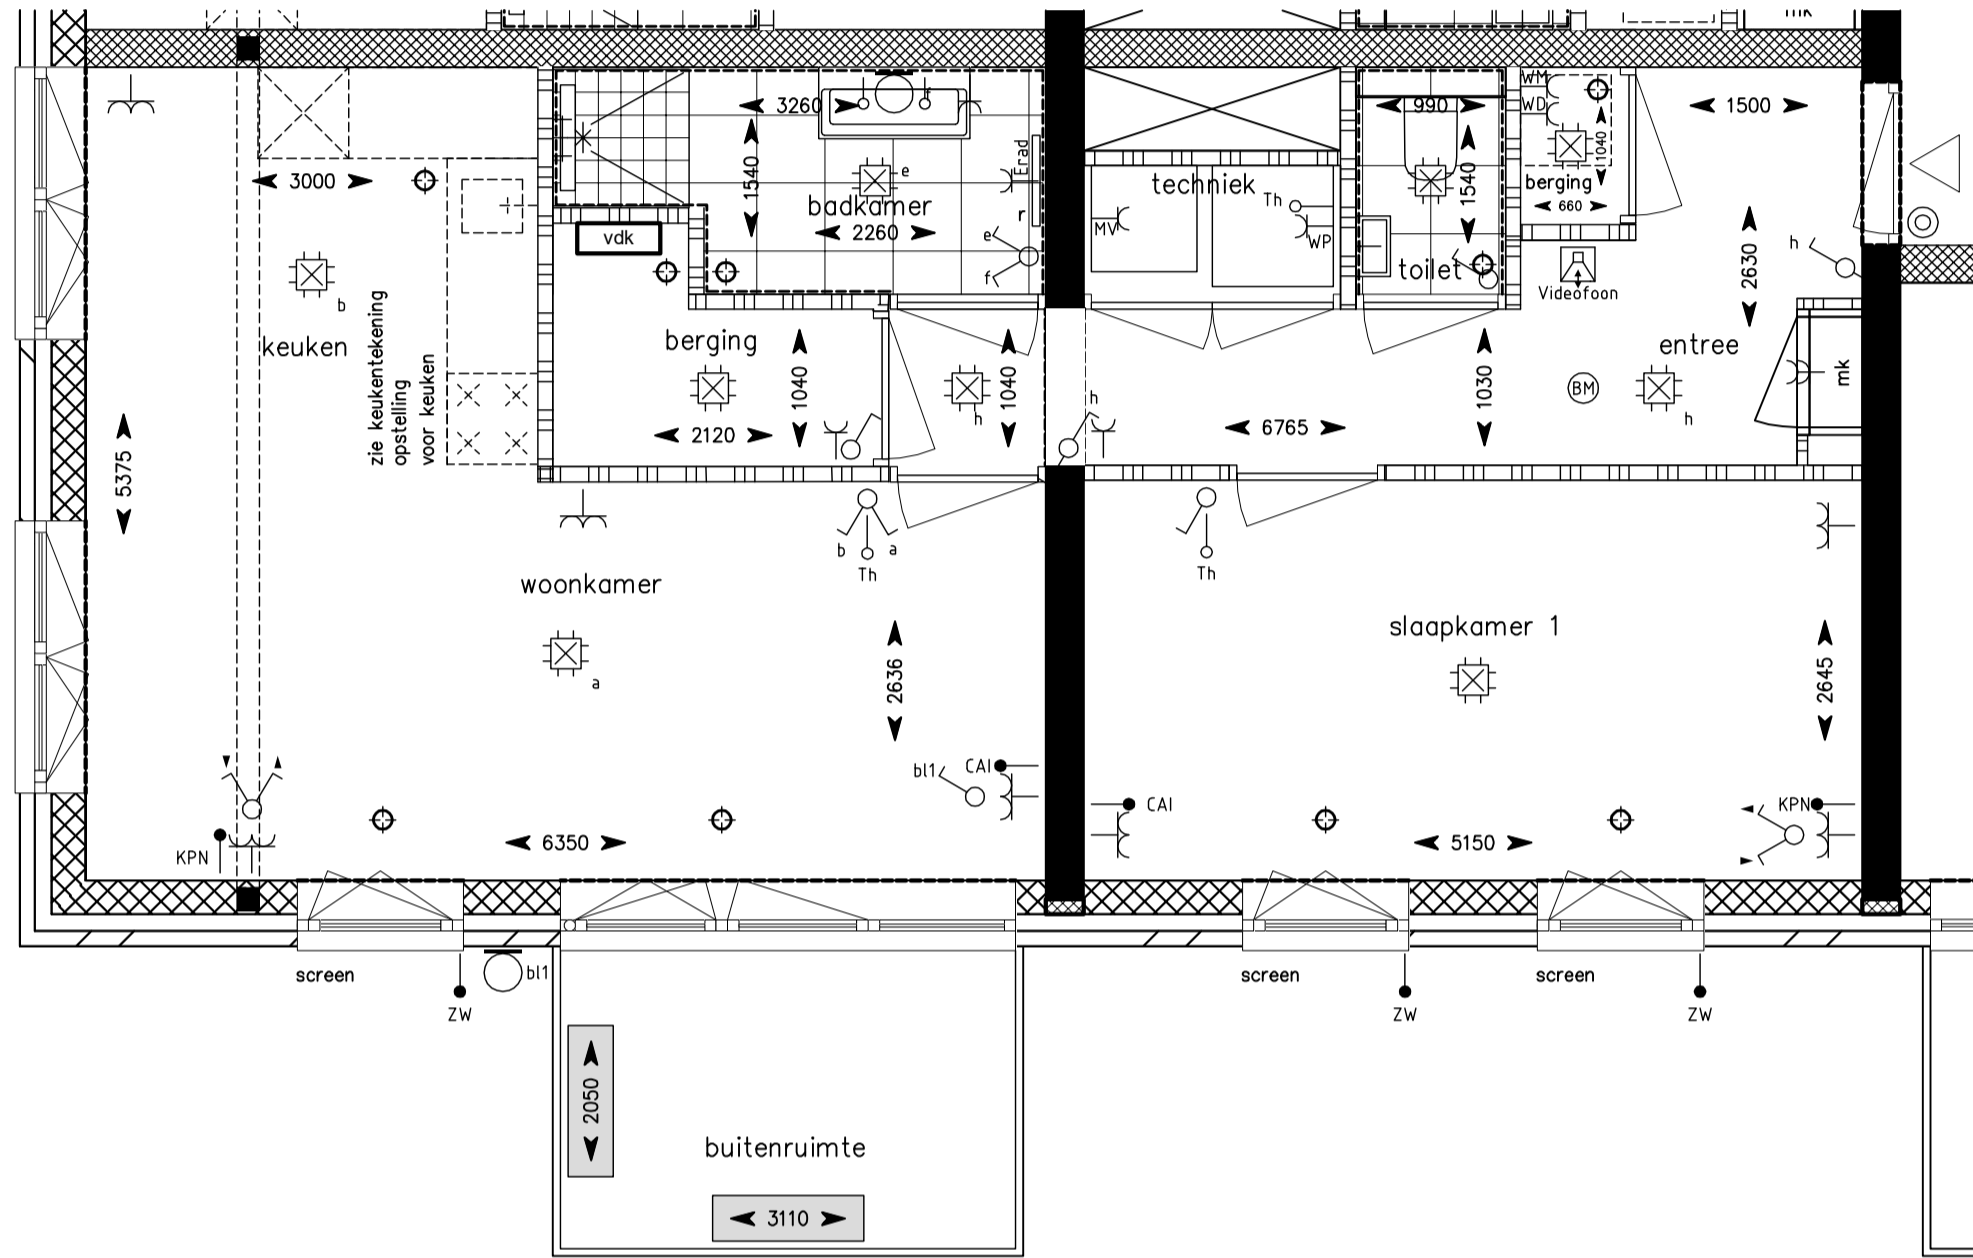 mk
3260
f
990
WM
WD
1500
1040
Erad
3000
1540
e
techniek
Th
1540
berging
660
badkamer
2260
r
MV
WP
vdk
e
f
toilet
h
2630
Videofoon
b
keuken
zie keukentekening
opstelling
voor keuken
berging
1040
1040
1030
entree
mk
BM
h
h
h
2120
6765
5375
b
a
Th
Th
woonkamer
a
2636
slaapkamer 1
2645
bl1
CAI
CAI
KPN
KPN
6350
5150
screen
bl1
ZW
screen
ZW
screen
ZW
2050
buitenruimte
3110